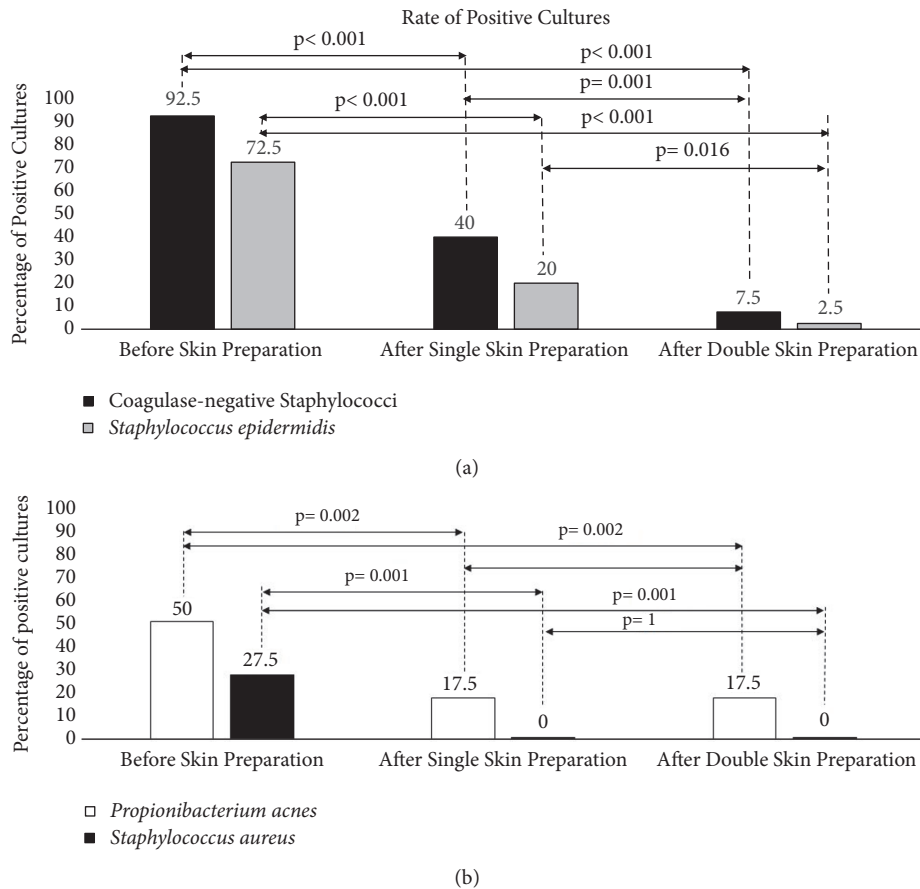 Rate of Positive Cultures
p< 0.001
p< 0.001
p= 0.001
p< 0.001
p< 0.001
p= 0.016
Percentage of Positive Cultures
100
90
80
70
60
50
40
30
20
10
0
92.5
72.5
40
20
7.5
2.5
Before Skin Preparation
After Single Skin Preparation
After Double Skin Preparation
Coagulase-negative Staphylococci
Staphylococcus epidermidis
(a)
Percentage of positive cultures
100
90
80
70
60
50
40
30
20
10
0
p= 0.002
p= 0.002
p= 0.001
p= 0.001
p= 1
50
27.5
17.5
0
17.5
0
Before Skin Preparation
After Single Skin Preparation
After Double Skin Preparation
Propionibacterium acnes
Staphylococcus aureus
(b)